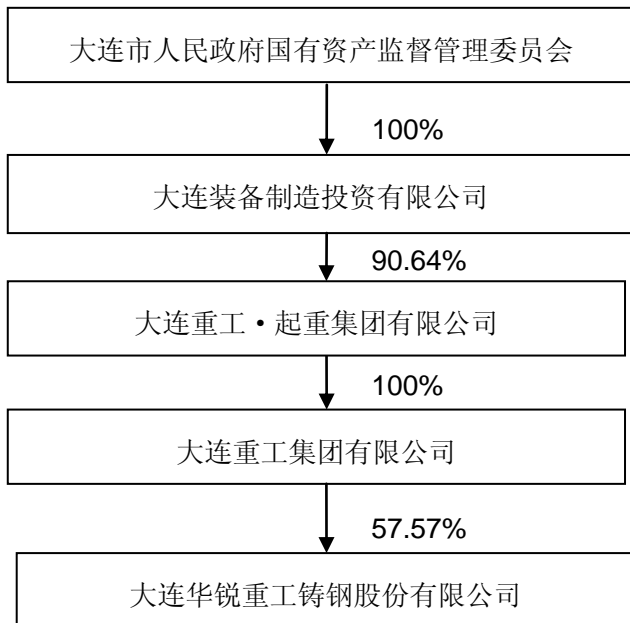 大连市人民政府国有资产监督管理委员会
100%
大连装备制造投资有限公司
90.64%
大连重工·起重集团有限公司
100%
大连重工集团有限公司
57.57%
大连华锐重工铸钢股份有限公司